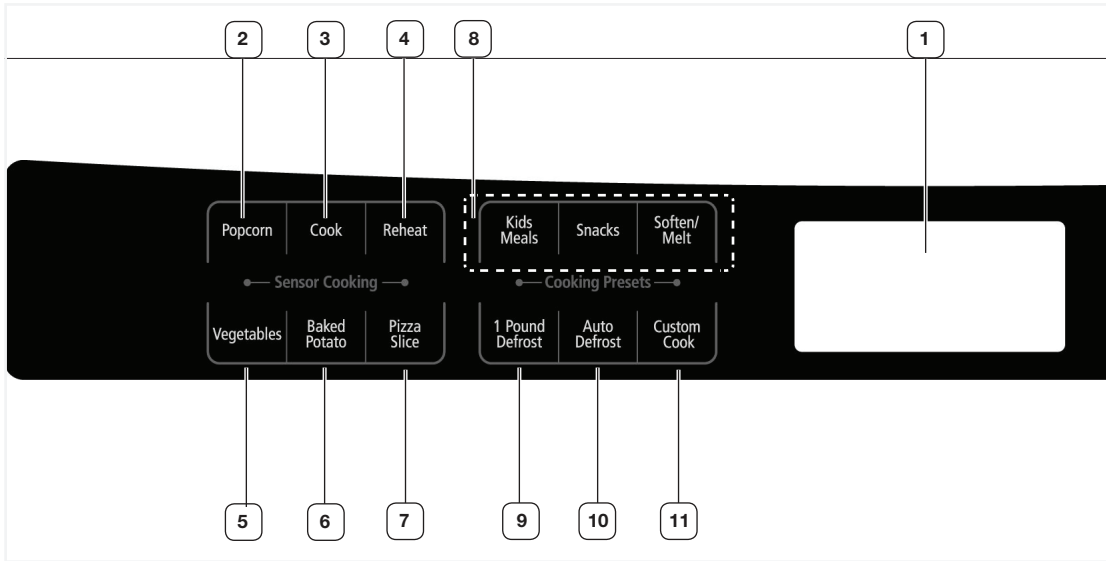 2
3
4
8
1
Popcorn
Cook
Reheat
Kids
Meals
Snacks
Soften/
Melt
Sensor Cooking
Cooking Presets
Vegetables
Baked
Potato
Pizza
Slice
1 Pound
Defrost
Auto
Defrost
Custom
Cook
5
6
7
9
10
11